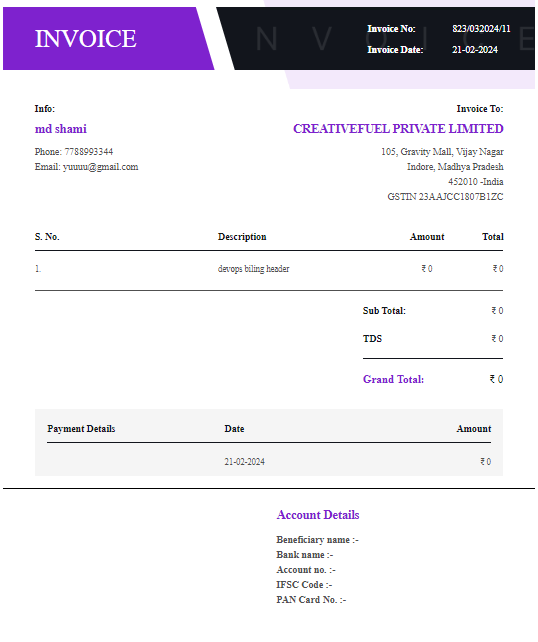 INVOICE
N V O I C E
Invoice No: 823/032024/11
Invoice Date: 21-02-2024
Info: Invoice To:
md shami CREATIVEFUEL PRIVATE LIMITED
Phone: 7788993344 105, Gravity Mall, Vijay Nagar
Email: yuuuu@gmail.com Indore, Madhya Pradesh
452010 -India
GSTIN 23AAJCC1807B1ZC
S. No. Description Amount Total
1. devops biling header ₹ 0 ₹ 0
Sub Total: ₹ 0
TDS ₹ 0
Grand Total: ₹ 0
Payment Details Date Amount
21-02-2024 ₹ 0
Account Details
Beneficiary name :-
Bank name :-
Account no. :-
IFSC Code :-
PAN Card No. :-